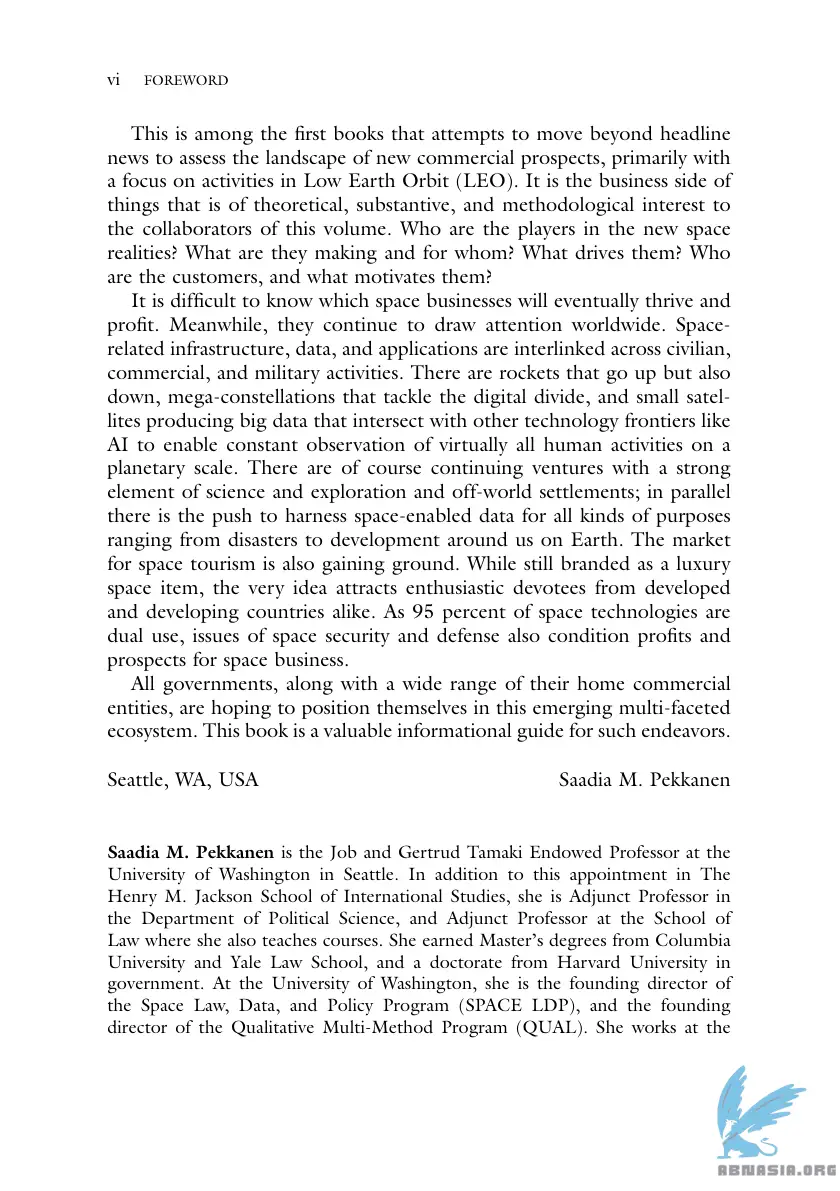 vi FOREWORD
This is among the first books that attempts to move beyond headline
news to assess the landscape of new commercial prospects, primarily with
a focus on activities in Low Earth Orbit (LEO). It is the business side of
things that is of theoretical, substantive, and methodological interest to
the collaborators of this volume. Who are the players in the new space
realities? What are they making and for whom? What drives them? Who
are the customers, and what motivates them?
It is difficult to know which space businesses will eventually thrive and
profit. Meanwhile, they continue to draw attention worldwide. Space-
related infrastructure, data, and applications are interlinked across civilian,
commercial, and military activities. There are rockets that go up but also
down, mega-constellations that tackle the digital divide, and small satel-
lites producing big data that intersect with other technology frontiers like
AI to enable constant observation of virtually all human activities on a
planetary scale. There are of course continuing ventures with a strong
element of science and exploration and off-world settlements; in parallel
there is the push to harness space-enabled data for all kinds of purposes
ranging from disasters to development around us on Earth. The market
for space tourism is also gaining ground. While still branded as a luxury
space item, the very idea attracts enthusiastic devotees from developed
and developing countries alike. As 95 percent of space technologies are
dual use, issues of space security and defense also condition profits and
prospects for space business.
All governments, along with a wide range of their home commercial
entities, are hoping to position themselves in this emerging multi-faceted
ecosystem. This book is a valuable informational guide for such endeavors.
Seattle, WA, USA Saadia M. Pekkanen
Saadia M. Pekkanen is the Job and Gertrud Tamaki Endowed Professor at the
University of Washington in Seattle. In addition to this appointment in The
Henry M. Jackson School of International Studies, she is Adjunct Professor in
the Department of Political Science, and Adjunct Professor at the School of
Law where she also teaches courses. She earned Master's degrees from Columbia
University and Yale Law School, and a doctorate from Harvard University in
government. At the University of Washington, she is the founding director of
the Space Law, Data, and Policy Program (SPACE LDP), and the founding
director of the Qualitative Multi-Method Program (QUAL). She works at the
ABNASIA.ORG